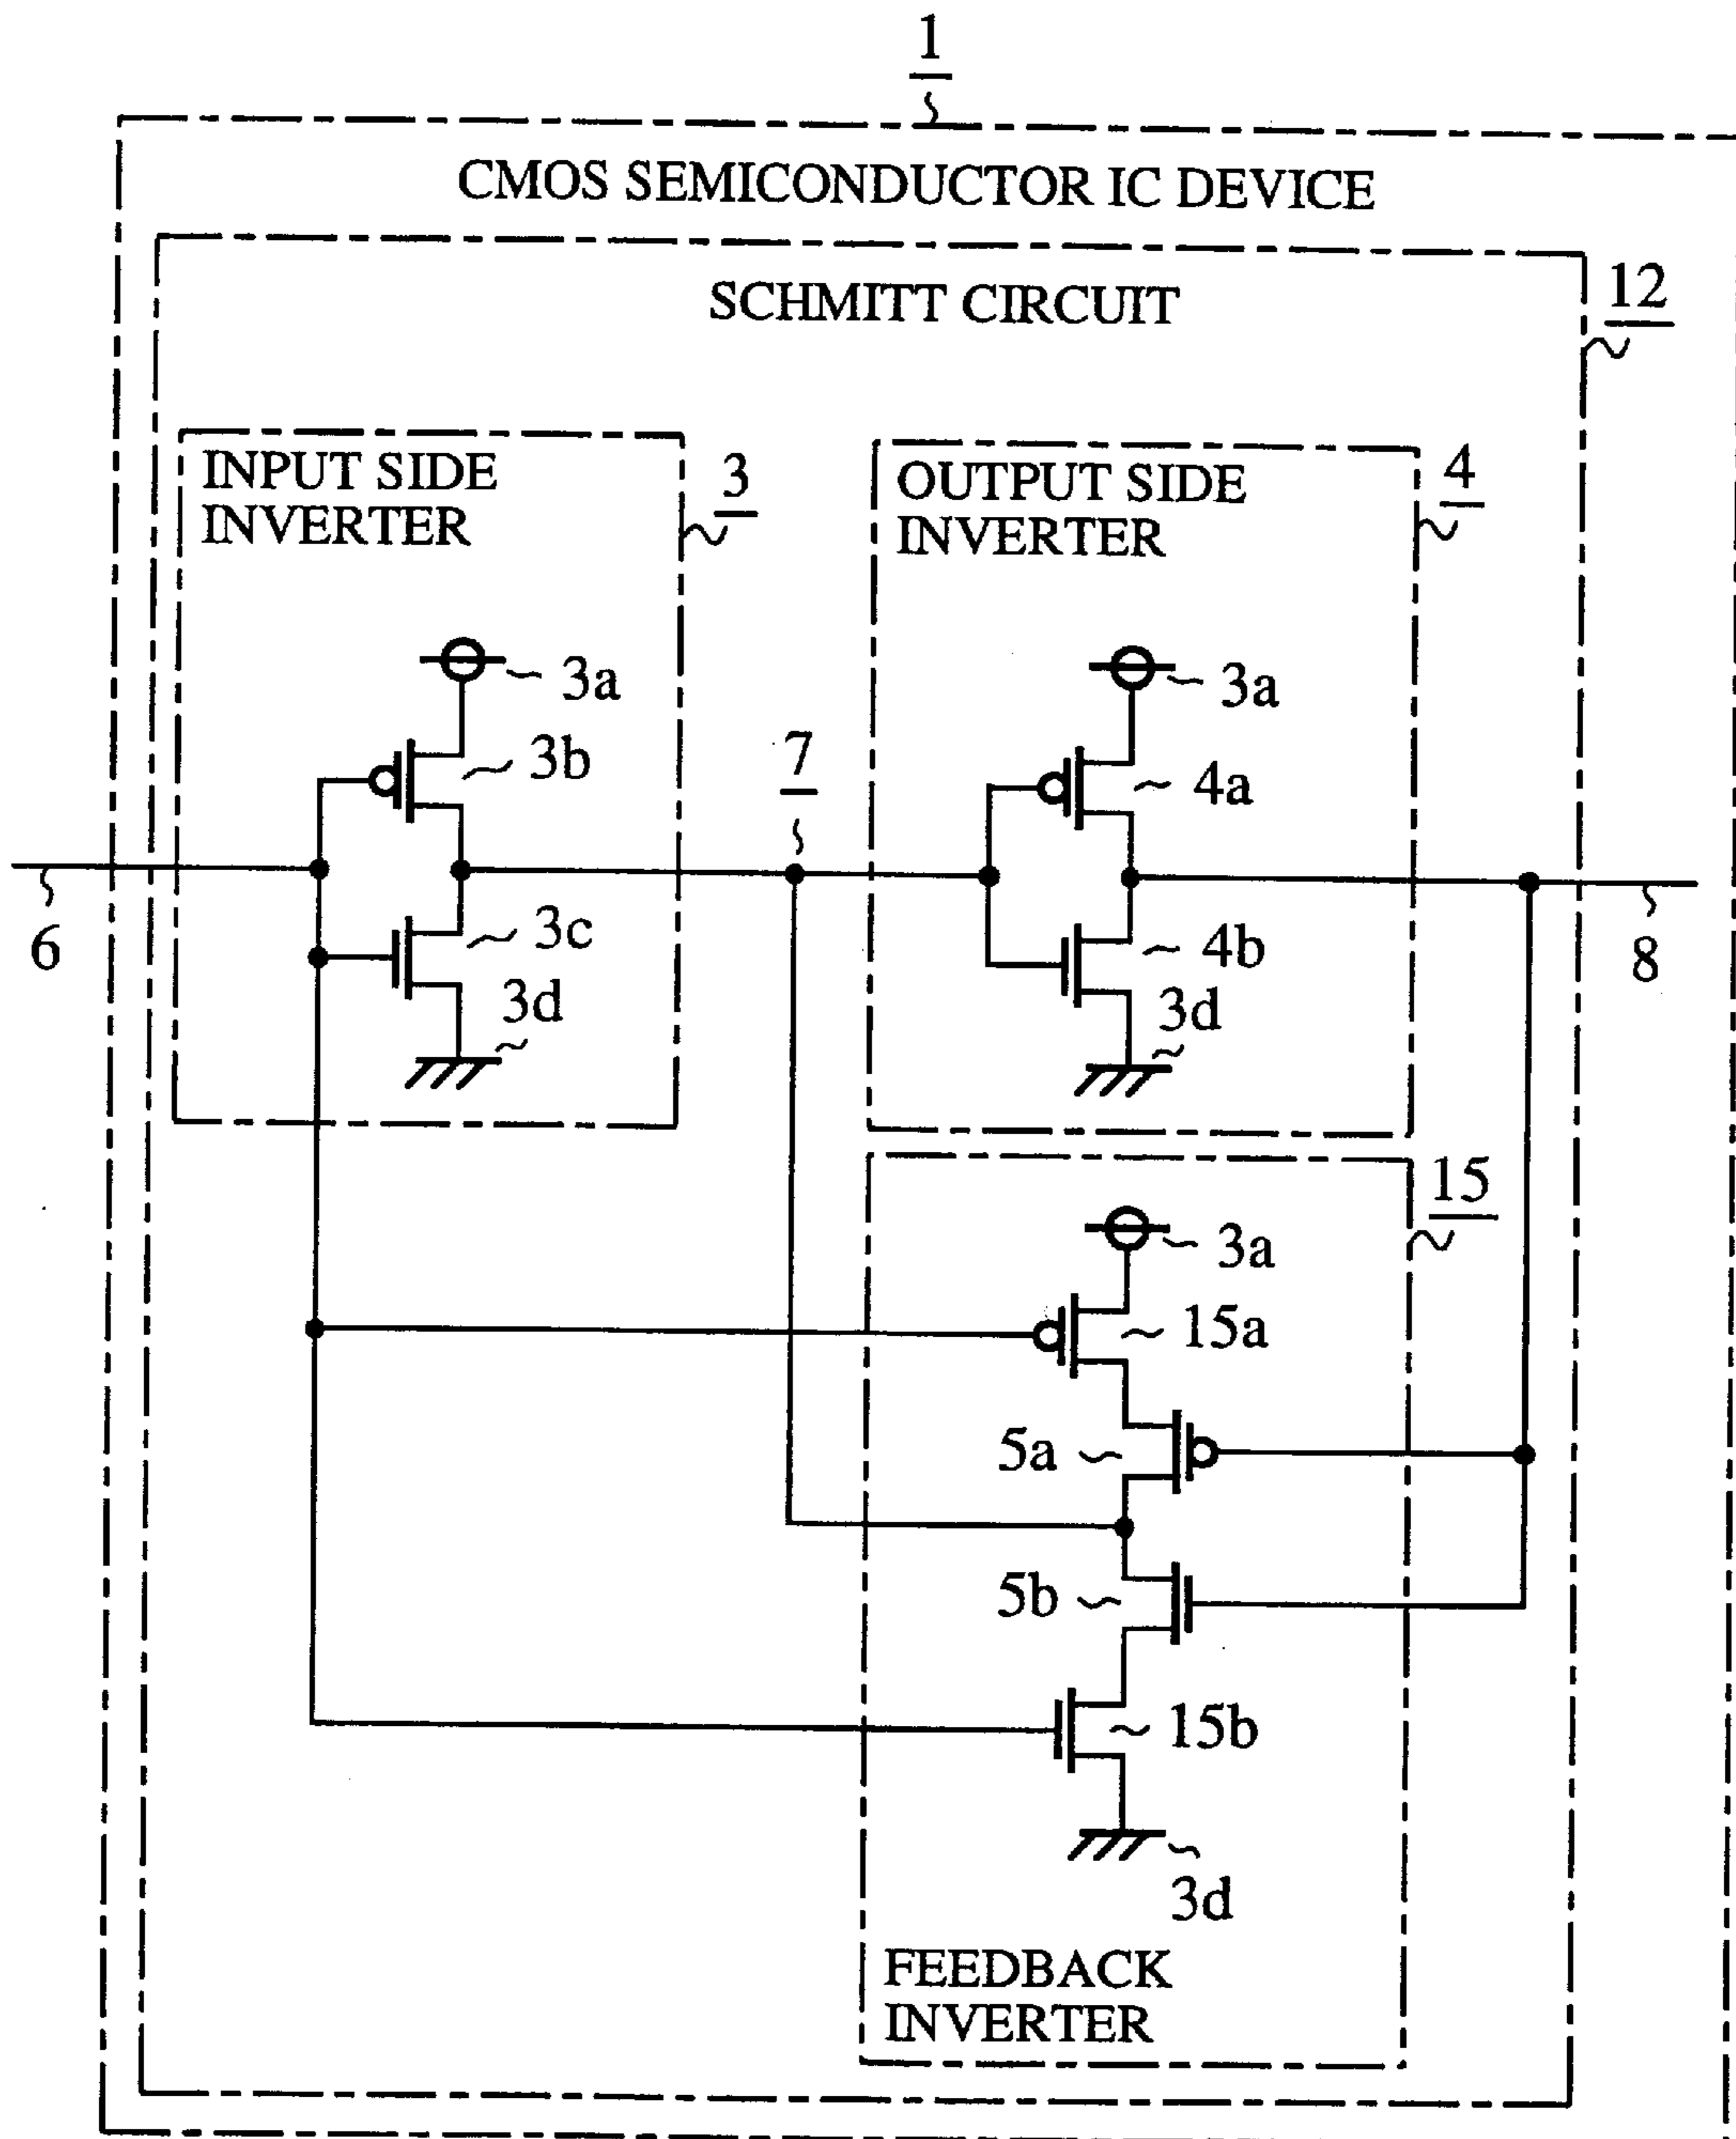 1
CMOS SEMICONDUCTOR IC DEVICE
SCHMITT CIRCUIT
12
INPUT SIDE
INVERTER
3
OUTPUT SIDE
INVERTER
4
3a
3b
3c
3d
7
3a
4a
4b
3d
6
8
15
3a
15a
5a
5b
15b
3d
FEEDBACK
INVERTER